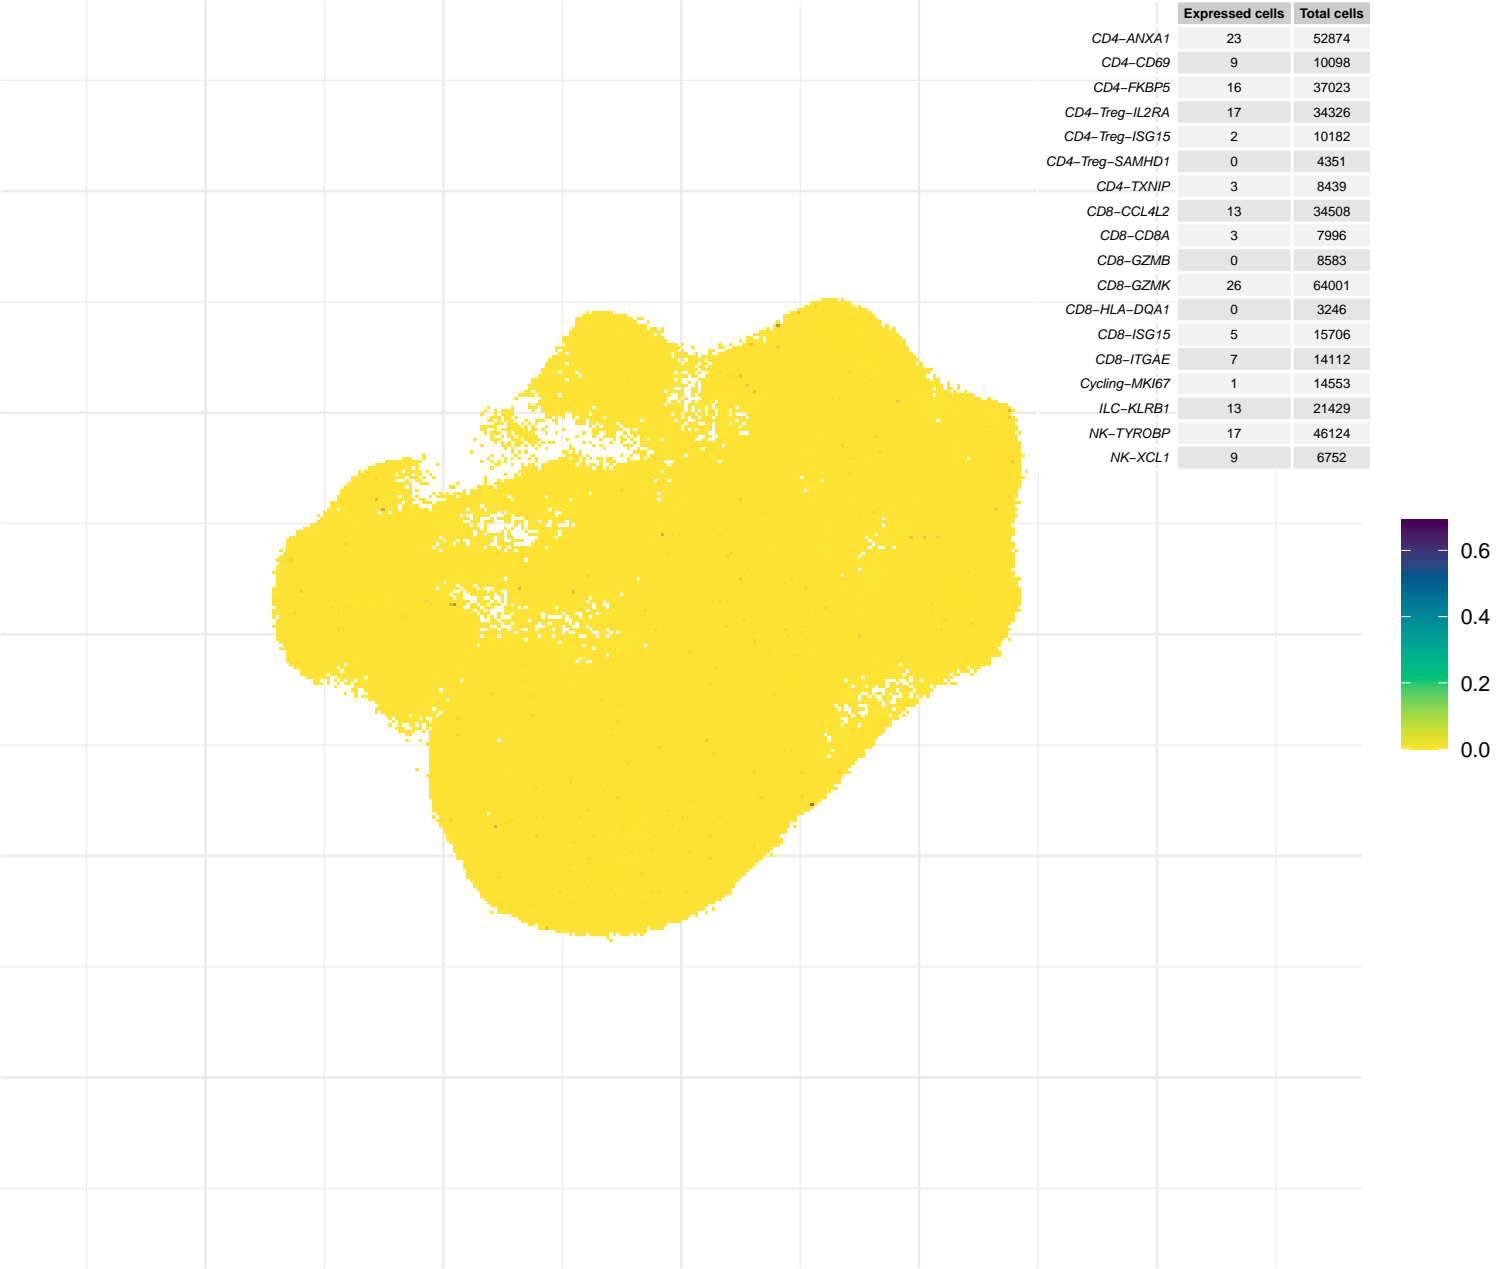 Expressed cells Total cells
CD4−ANXA1 23 52874
CD4−CD69 9 10098
CD4−FKBP5 16 37023
CD4−Treg−IL2RA 17 34326
CD4−Treg−ISG15 2 10182
CD4−Treg−SAMHD1 0 4351
CD4−TXNIP 3 8439
CD8−CCL4L2 13 34508
CD8−CD8A 3 7996
CD8−GZMB 0 8583
CD8−GZMK 26 64001
CD8−HLA−DQA1 0 3246
CD8−ISG15 5 15706
CD8−ITGAE 7 14112
Cycling−MKI67 1 14553
ILC−KLRB1 13 21429
NK−TYROBP 17 46124
NK−XCL1 9 6752
0.6
0.4
0.2
0.0